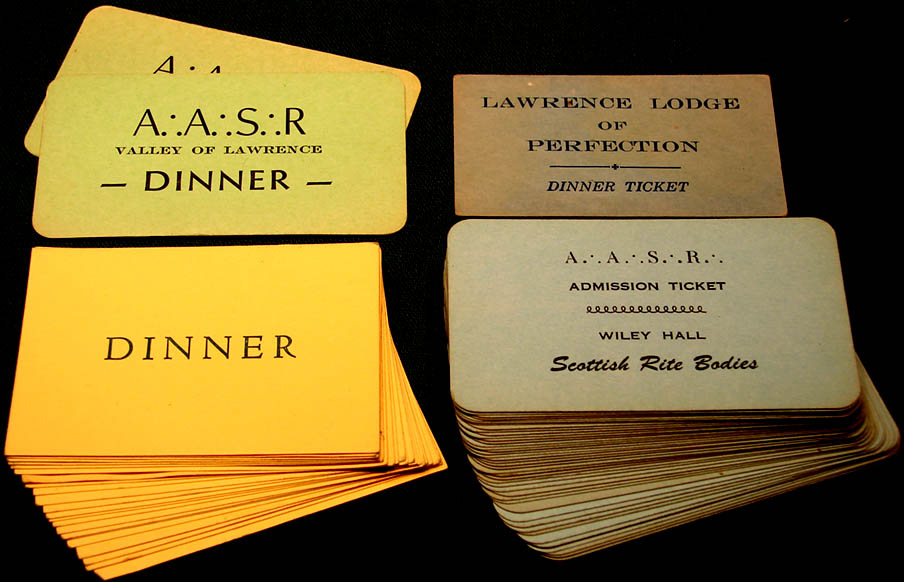 A∴A
A∴A∴S∴R
VALLEY OF LAWRENCE
— DINNER —
LAWRENCE LODGE
OF
PERFECTION
DINNER TICKET
DINNER
A∴A∴S∴R∴
ADMISSION TICKET
WILEY HALL
Scottish Rite Bodies